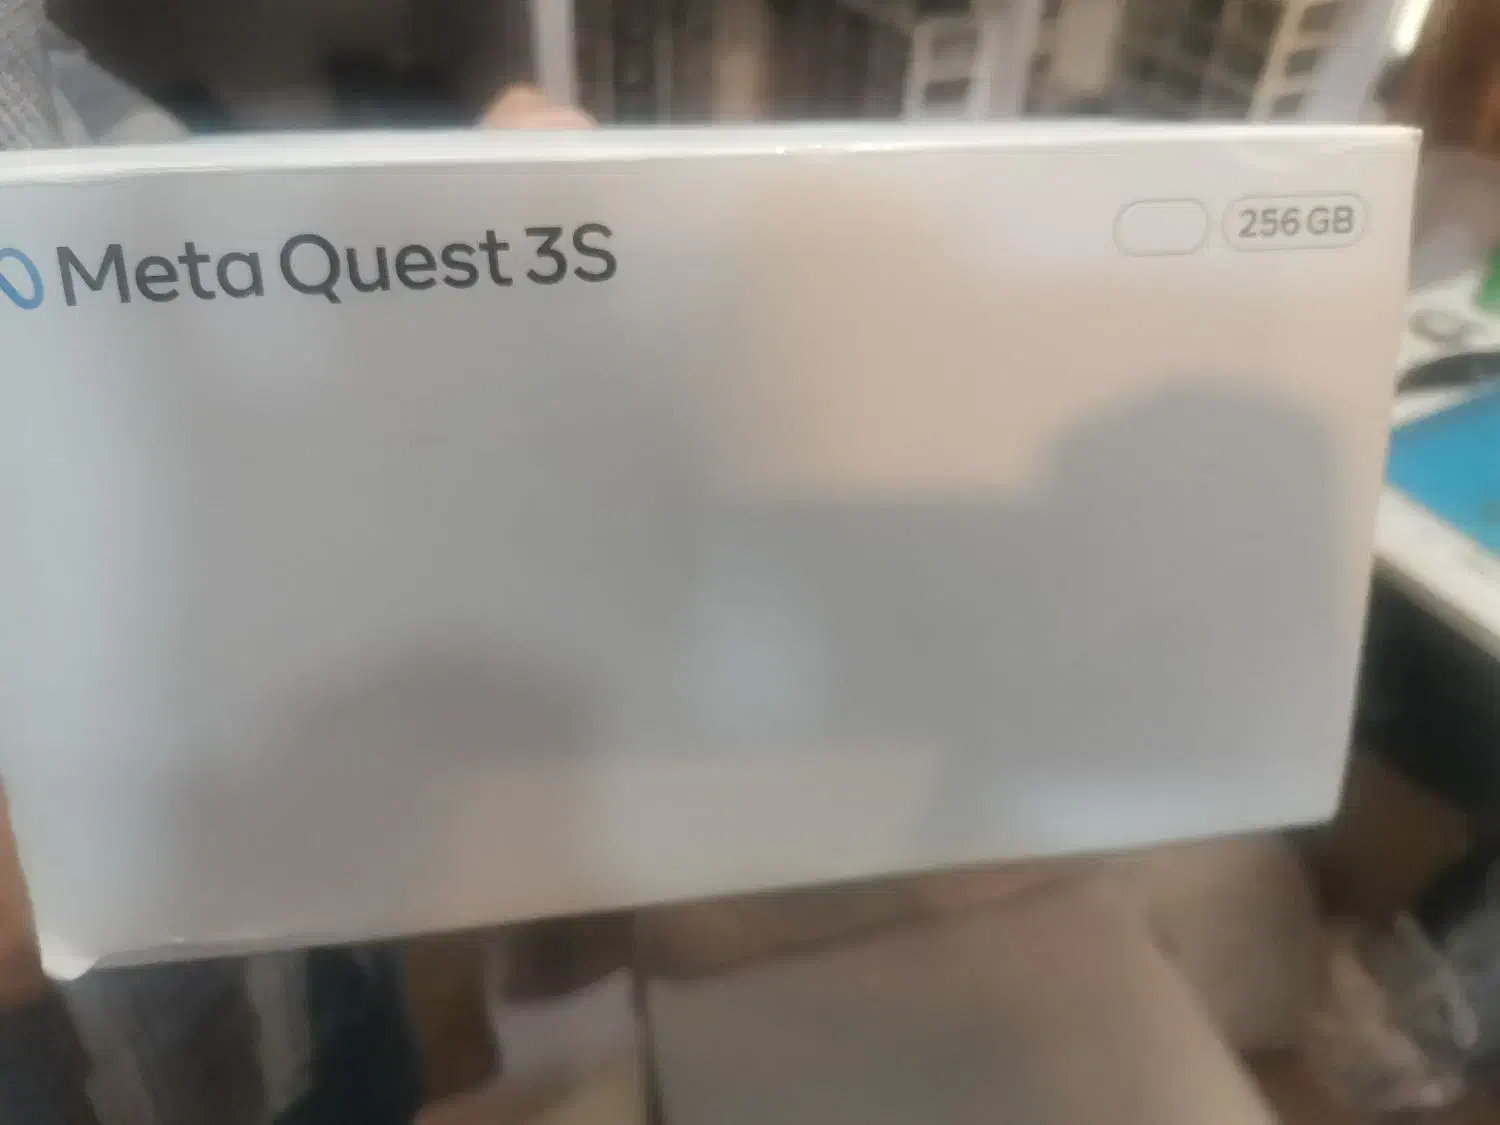 Meta Quest 3S
256 GB